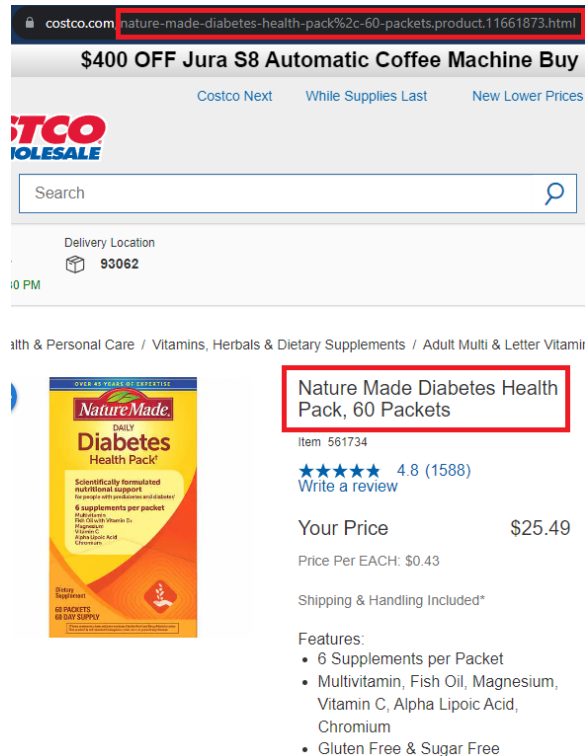 costco.com/nature-made-diabetes-health-pack%2c-60-packets.product.11661873.html
$400 OFF Jura S8 Automatic Coffee Machine Buy
Costco Next While Supplies Last New Lower Prices
STCO
OLESALE
Search
Delivery Location
93062
30 PM
alth & Personal Care / Vitamins, Herbals & Dietary Supplements / Adult Multi & Letter Vitamin
OVER 45 YEARS OF EXPERTISE
Nature Made.
DAILY
Diabetes
Health Pack†
Scientifically formulated
nutritional support
for people with prediabetes and diabetes†
6 supplements per packet
Multivitamin
Fish Oil with Vitamin D3
Magnesium
Vitamin C
Alpha Lipoic Acid
Chromium
Dietary
Supplement
60 PACKETS
60 DAY SUPPLY
Nature Made Diabetes Health
Pack, 60 Packets
Item 561734
4.8 (1588)
Write a review
Your Price $25.49
Price Per EACH: $0.43
Shipping & Handling Included*
Features:
• 6 Supplements per Packet
• Multivitamin, Fish Oil, Magnesium,
Vitamin C, Alpha Lipoic Acid,
Chromium
• Gluten Free & Sugar Free